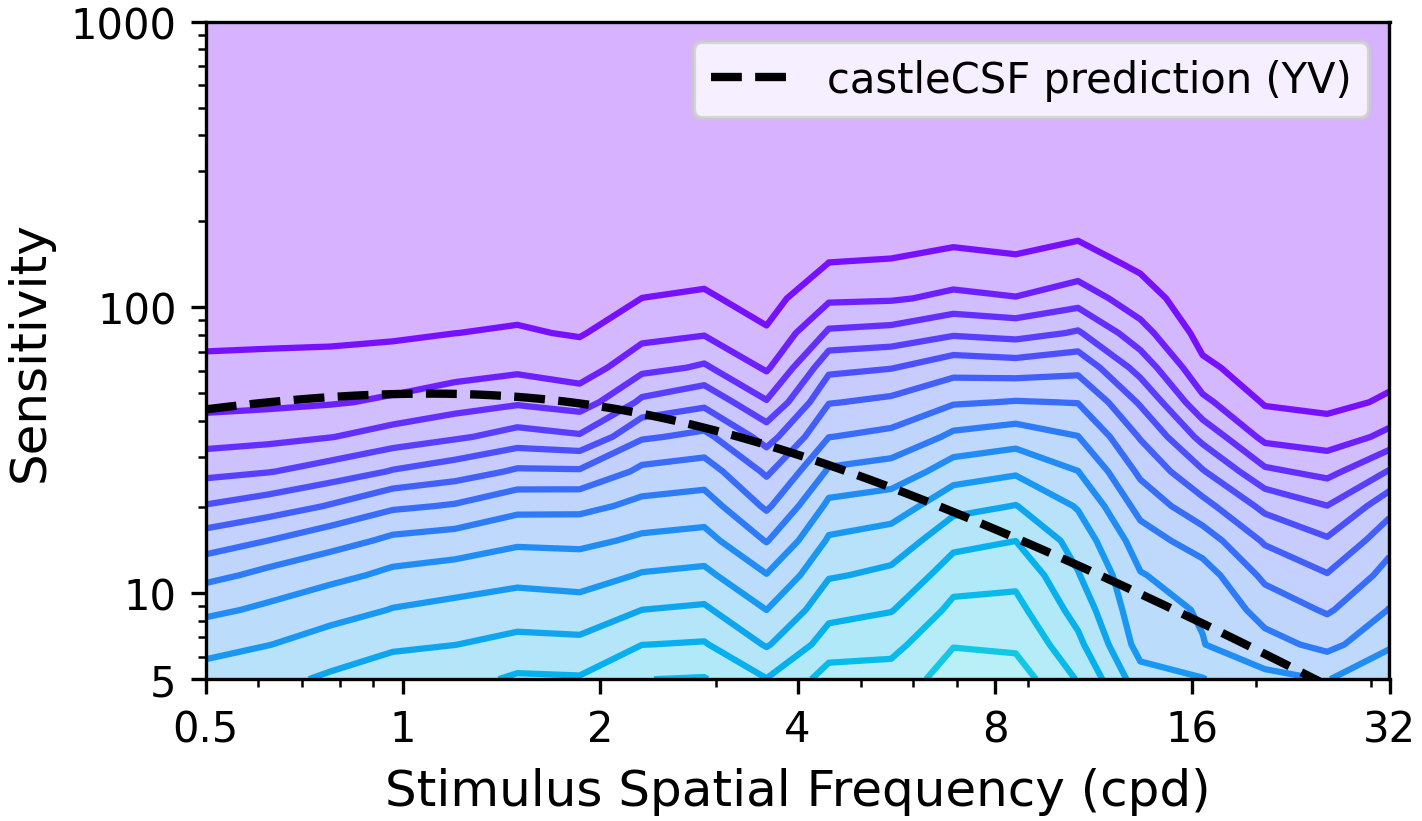 1000
100
10
5
Sensitivity
castleCSF prediction (YV)
0.5 1 2 4 8 16 32
Stimulus Spatial Frequency (cpd)